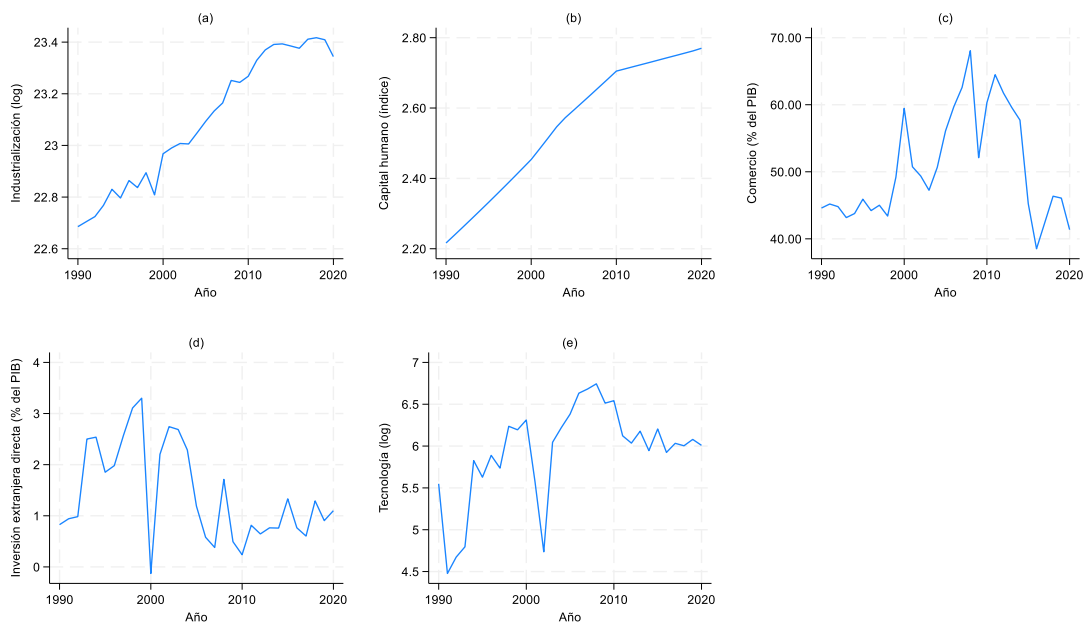 (a)
Industrialización (log)
23.4
23.2
23
22.8
22.6
1990
2000
2010
2020
Año
(b)
Capital humano (índice)
2.80
2.60
2.40
2.20
1990
2000
2010
2020
Año
(c)
Comercio (% del PIB)
70.00
60.00
50.00
40.00
1990
2000
2010
2020
Año
(d)
Inversión extranjera directa (% del PIB)
4
3
2
1
0
1990
2000
2010
2020
Año
(e)
Tecnología (log)
7
6.5
6
5.5
5
4.5
1990
2000
2010
2020
Año